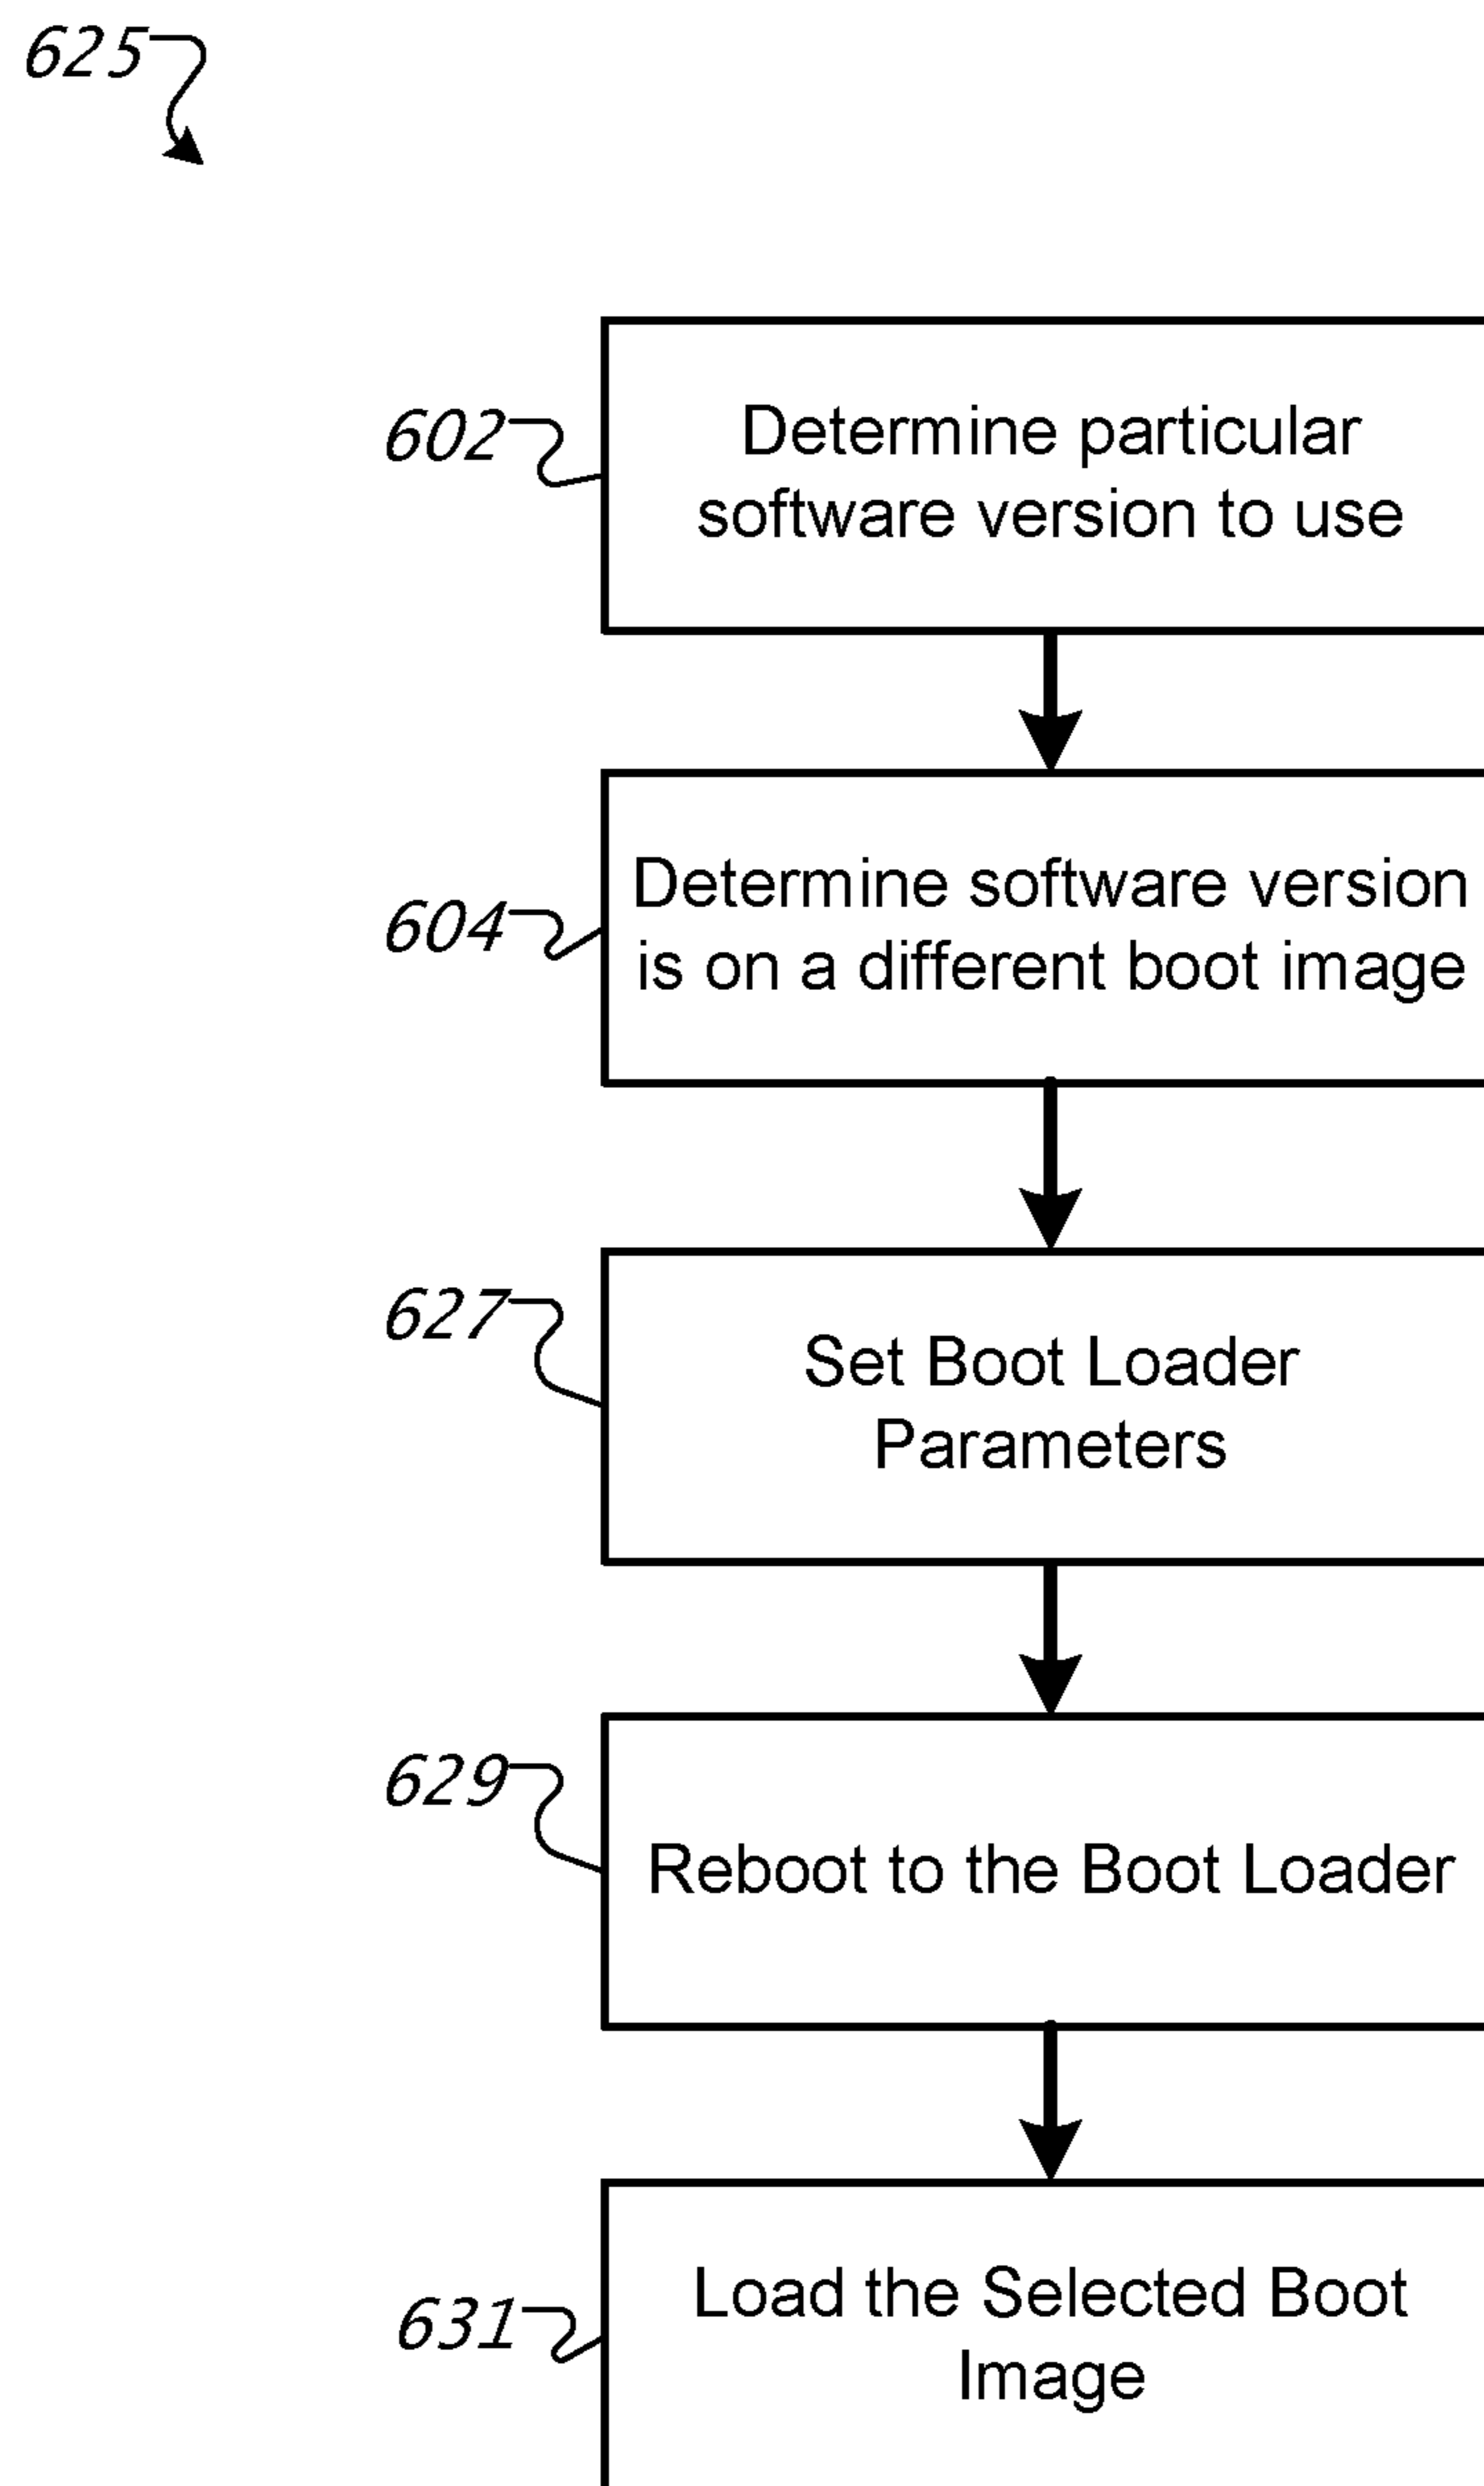 625
602
Determine particular
software version to use
604
Determine software version
is on a different boot image
627
Set Boot Loader
Parameters
629
Reboot to the Boot Loader
631
Load the Selected Boot
Image